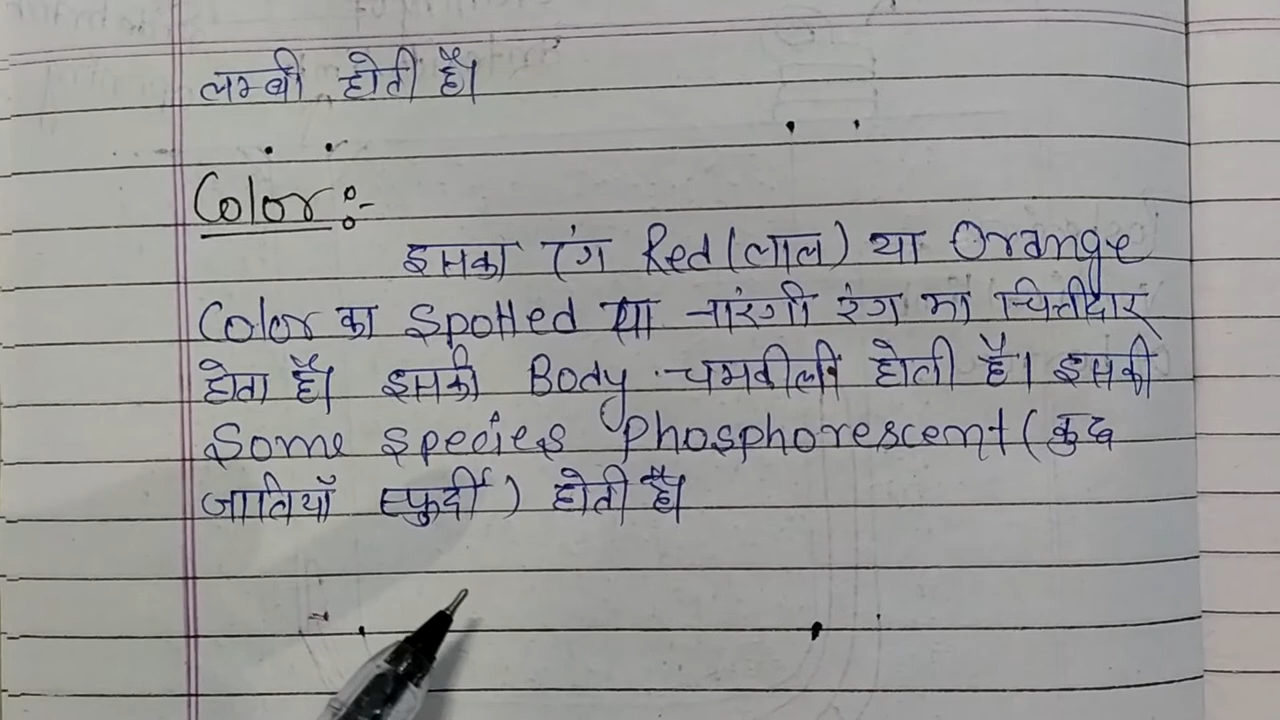 लम्बी होती है।
Color :-
इसका रंग Red (लाल) या Orange
Color का Spotted या नारंगी रंग मां चित्तीदार
होता है। इसकी Body चमकीली होती है। इसकी
Some species Phosphorescent (कुछ
जातियाँ स्फुर्दी) होती है।